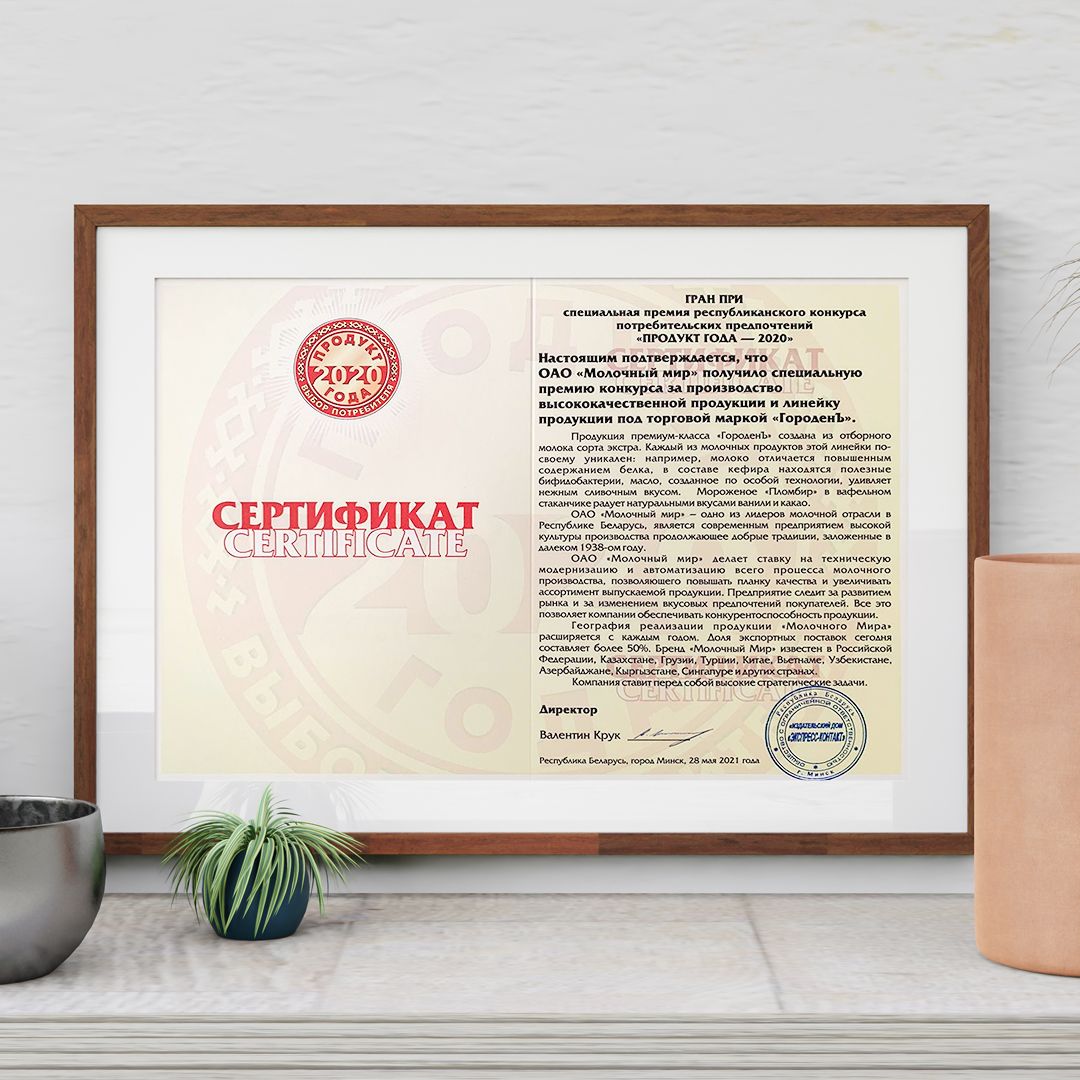 ПРОДУКТ
2020
ГОДА
ВЫБОР ПОТРЕБИТЕЛЯ
СЕРТИФИКАТ
CERTIFICATE
ГРАН ПРИ
специальная премия республиканского конкурса
потребительских предпочтений
«ПРОДУКТ ГОДА — 2020»
Настоящим подтверждается, что
ОАО «Молочный мир» получило специальную
премию конкурса за производство
высококачественной продукции и линейку
продукции под торговой маркой «ГороденЪ».
Продукция премиум-класса «ГороденЪ» создана из отборного
молока сорта экстра. Каждый из молочных продуктов этой линейки по-
своему уникален: например, молоко отличается повышенным
содержанием белка, в составе кефира находятся полезные
бифидобактерии, масло, созданное по особой технологии, удивляет
нежным сливочным вкусом. Мороженое «Пломбир» в вафельном
стаканчике радует натуральными вкусами ванили и какао.
ОАО «Молочный мир» – одно из лидеров молочной отрасли в
Республике Беларусь, является современным предприятием высокой
культуры производства продолжающее добрые традиции, заложенные в
далеком 1938-ом году.
ОАО «Молочный мир» делает ставку на техническую
модернизацию и автоматизацию всего процесса молочного
производства, позволяющего повышать планку качества и увеличивать
ассортимент выпускаемой продукции. Предприятие следит за развитием
рынка и за изменением вкусовых предпочтений покупателей. Все это
позволяет компании обеспечивать конкурентоспособность продукции.
География реализации продукции «Молочного Мира»
расширяется с каждым годом. Доля экспортных поставок сегодня
составляет более 50%. Бренд «Молочный Мир» известен в Российской
Федерации, Казахстане, Грузии, Турции, Китае, Вьетнаме, Узбекистане,
Азербайджане, Кыргызстане, Сингапуре и других странах.
Компания ставит перед собой высокие стратегические задачи.
Директор
Валентин Крук
Республика Беларусь, город Минск, 28 мая 2021 года
Республика Беларусь
ОБЩЕСТВО С ОГРАНИЧЕННОЙ ОТВЕТСТВЕННОСТЬЮ
«ИЗДАТЕЛЬСКИЙ ДОМ
«ЭКСПРЕСС-КОНТАКТ»
г. Минск